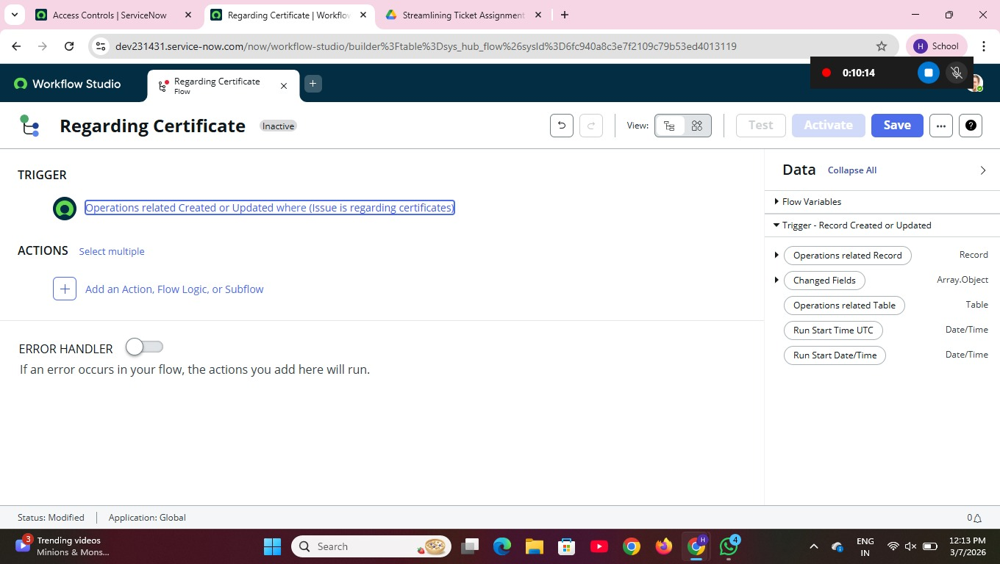 Access Controls | ServiceNow
Regarding Certificate | Workflow
Streamlining Ticket Assignment
dev231431.service-now.com/now/workflow-studio/builder%3Ftable%3Dsys_hub_flow%26sysId%3D6fc940a8c3e7f2109c79b53ed4013119
H School
0:10:14
Workflow Studio
Regarding Certificate
Flow
Regarding Certificate
Inactive
View:
Test
Activate
Save
TRIGGER
Operations related Created or Updated where (Issue is regarding certificates)
ACTIONS Select multiple
Add an Action, Flow Logic, or Subflow
ERROR HANDLER
If an error occurs in your flow, the actions you add here will run.
Data Collapse All
Flow Variables
Trigger - Record Created or Updated
Operations related Record Record
Changed Fields Array.Object
Operations related Table Table
Run Start Time UTC Date/Time
Run Start Date/Time Date/Time
Status: Modified Application: Global
0
3
Trending videos
Minions & Mons...
Search
H
4
ENG
IN
12:13 PM
3/7/2026